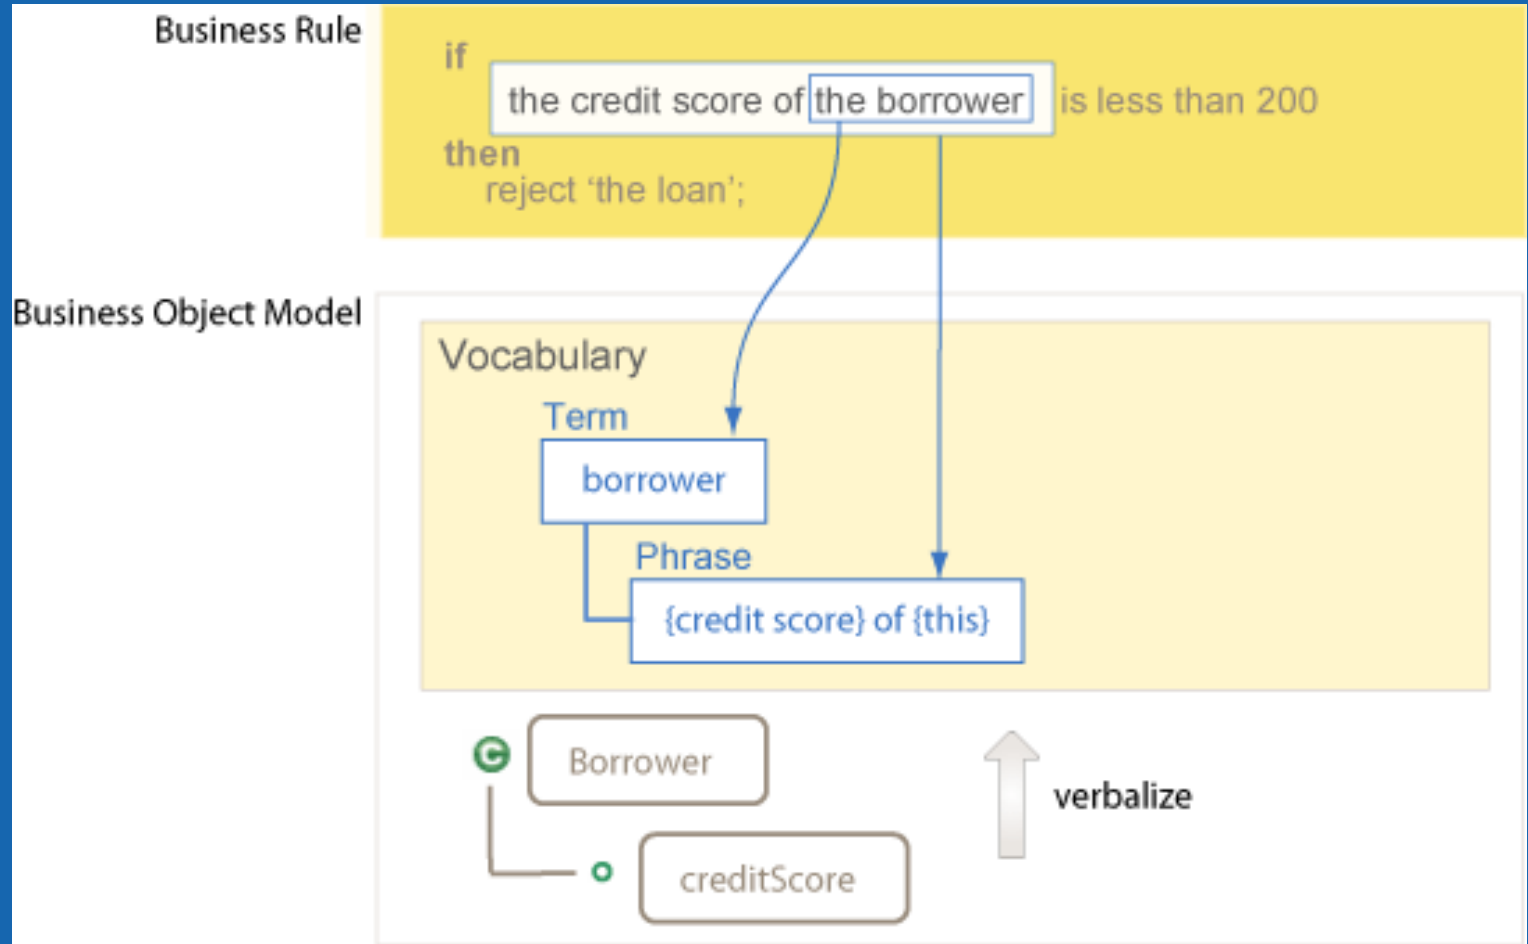 Business Rule
if
the credit score of the borrower is less than 200
then
reject ‘the loan’;
Business Object Model
Vocabulary
Term
borrower
Phrase
{credit score} of {this}
C
Borrower
verbalize
creditScore